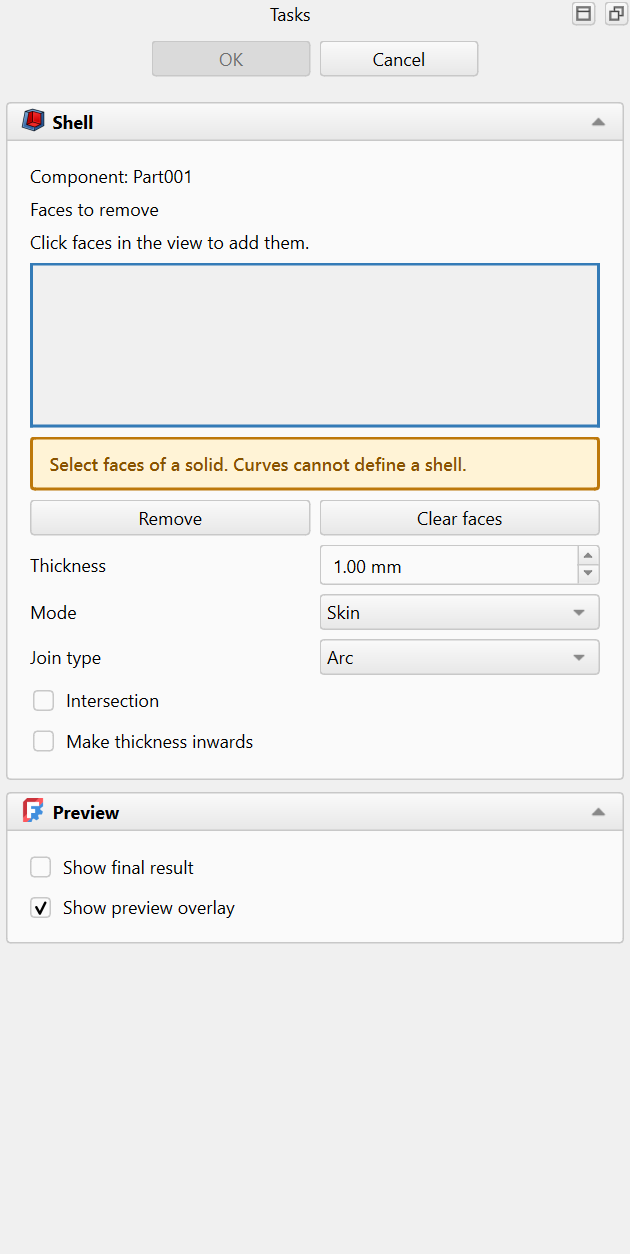 Tasks
OK
Cancel
Shell
Component: Part001
Faces to remove
Click faces in the view to add them.
Select faces of a solid. Curves cannot define a shell.
Remove
Clear faces
Thickness
1.00 mm
Mode
Skin
Join type
Arc
Intersection
Make thickness inwards
Preview
Show final result
Show preview overlay